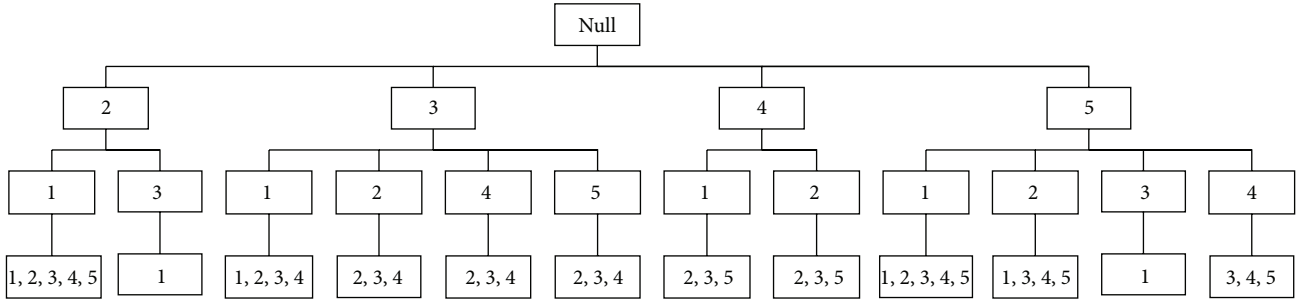 Null
2 3 4 5
1 3 1 2 4 5 1 2 1 2 3 4
1, 2, 3, 4, 5 1 1, 2, 3, 4 2, 3, 4 2, 3, 4 2, 3, 4 2, 3, 5 2, 3, 5 1, 2, 3, 4, 5 1, 3, 4, 5 1 3, 4, 5